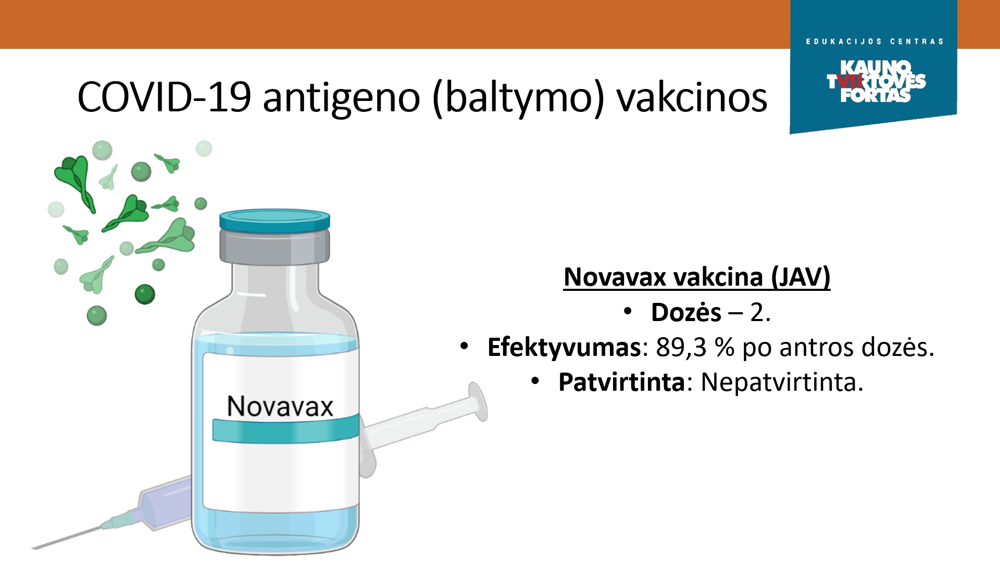 EDUKACIJOS CENTRAS
KAUNO
TVIIRTOVĖS
FORTAS
COVID-19 antigeno (baltymo) vakcinos
Novavax vakcina (JAV)
• Dozės – 2.
• Efektyvumas: 89,3 % po antros dozės.
• Patvirtinta: Nepatvirtinta.
Novavax